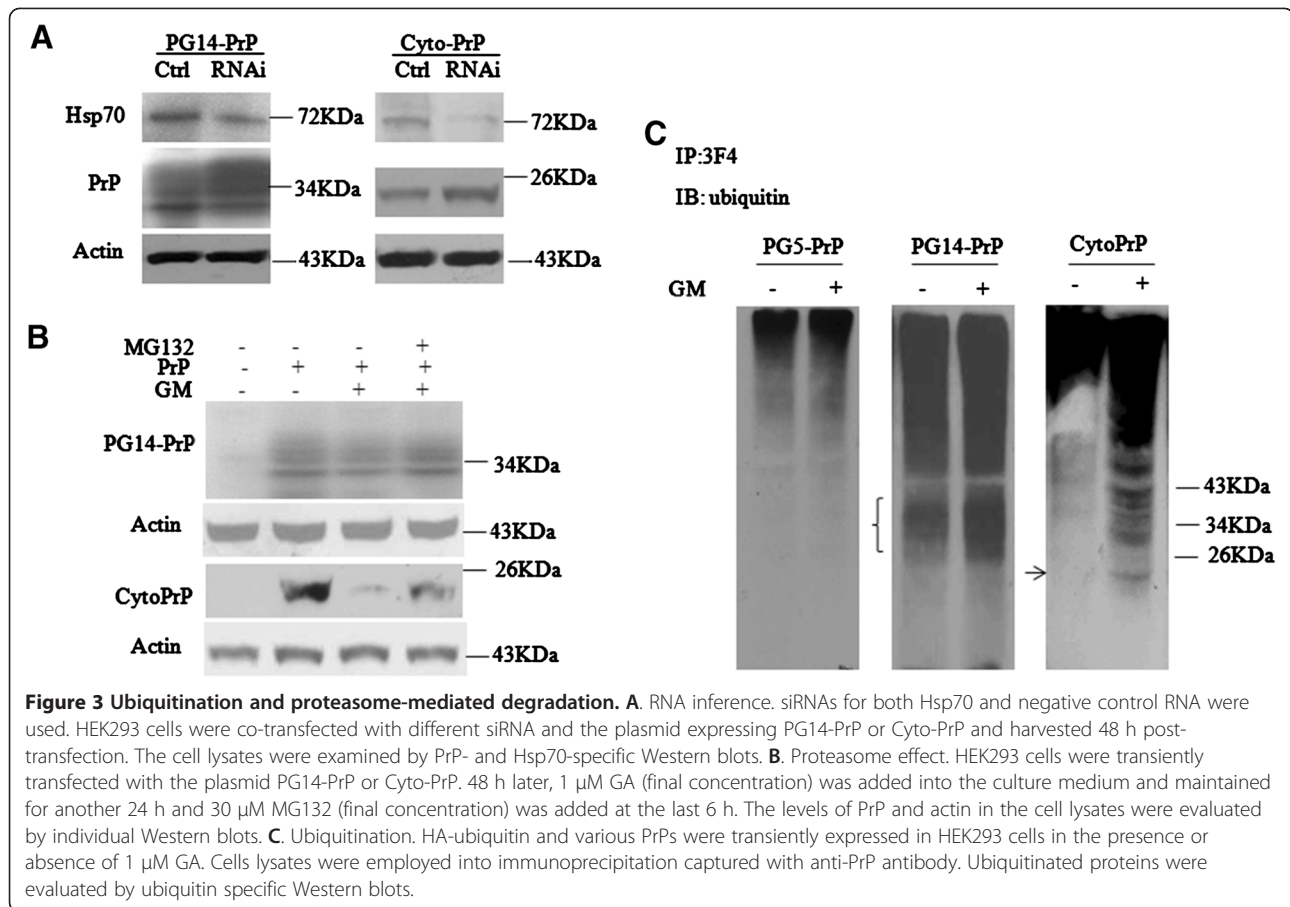 A
PG14-PrP
Ctrl RNAi
Cyto-PrP
Ctrl RNAi
Hsp70
72KDa
72KDa
PrP
34KDa
26KDa
Actin
43KDa
43KDa
B
MG132 - - - +
PrP - + + +
GM - - + +
PG14-PrP
34KDa
Actin
43KDa
26KDa
CytoPrP
Actin
43KDa
C
IP:3F4
IB: ubiquitin
PG5-PrP
PG14-PrP
CytoPrP
GM - + - + - +
43KDa
34KDa
26KDa
Figure 3 Ubiquitination and proteasome-mediated degradation. A. RNA inference. siRNAs for both Hsp70 and negative control RNA were
used. HEK293 cells were co-transfected with different siRNA and the plasmid expressing PG14-PrP or Cyto-PrP and harvested 48 h post-
transfection. The cell lysates were examined by PrP- and Hsp70-specific Western blots. B. Proteasome effect. HEK293 cells were transiently
transfected with the plasmid PG14-PrP or Cyto-PrP. 48 h later, 1 μM GA (final concentration) was added into the culture medium and maintained
for another 24 h and 30 μM MG132 (final concentration) was added at the last 6 h. The levels of PrP and actin in the cell lysates were evaluated
by individual Western blots. C. Ubiquitination. HA-ubiquitin and various PrPs were transiently expressed in HEK293 cells in the presence or
absence of 1 μM GA. Cells lysates were employed into immunoprecipitation captured with anti-PrP antibody. Ubiquitinated proteins were
evaluated by ubiquitin specific Western blots.